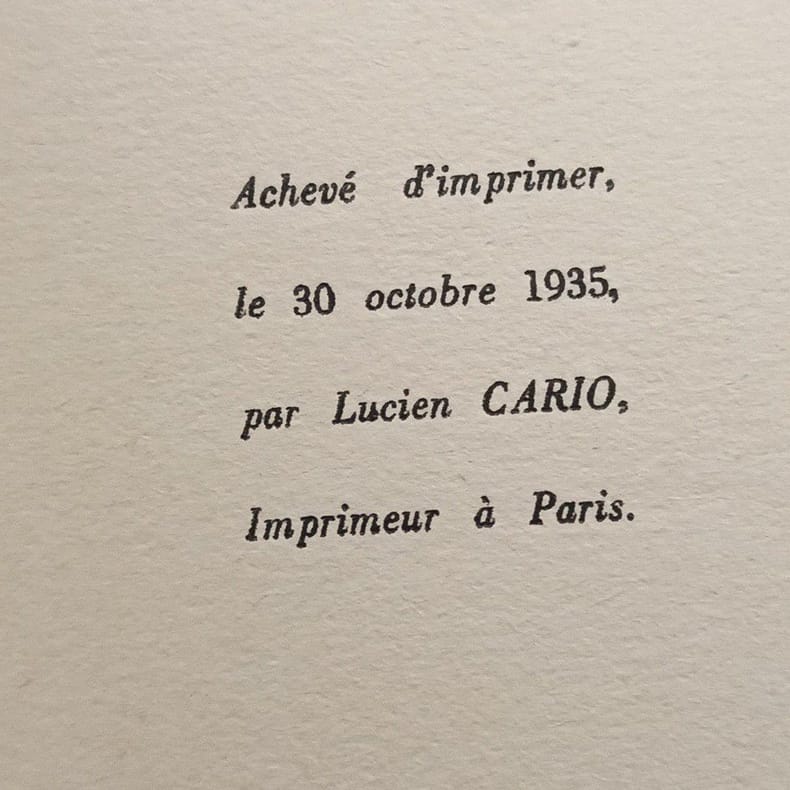 Achevé d'imprimer,
le 30 octobre 1935,
par Lucien CARIO,
Imprimeur à Paris.